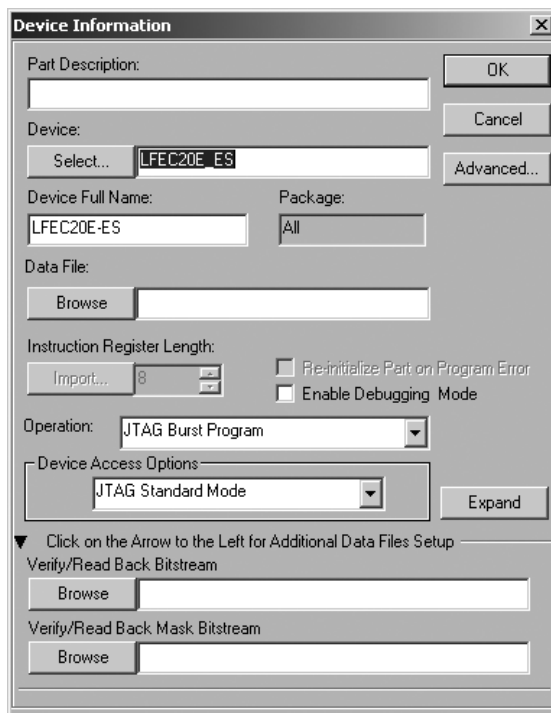 Device Information
Part Description:
OK
Device:
Cancel
Select... LFEC20E_ES
Advanced...
Device Full Name: Package:
LFEC20E-ES All
Data File:
Browse
Instruction Register Length:
Import... 8
Re-initialize Part on Program Error
Enable Debugging Mode
Operation: JTAG Burst Program
Device Access Options
JTAG Standard Mode
Expand
Click on the Arrow to the Left for Additional Data Files Setup
Verify/Read Back Bitstream
Browse
Verify/Read Back Mask Bitstream
Browse